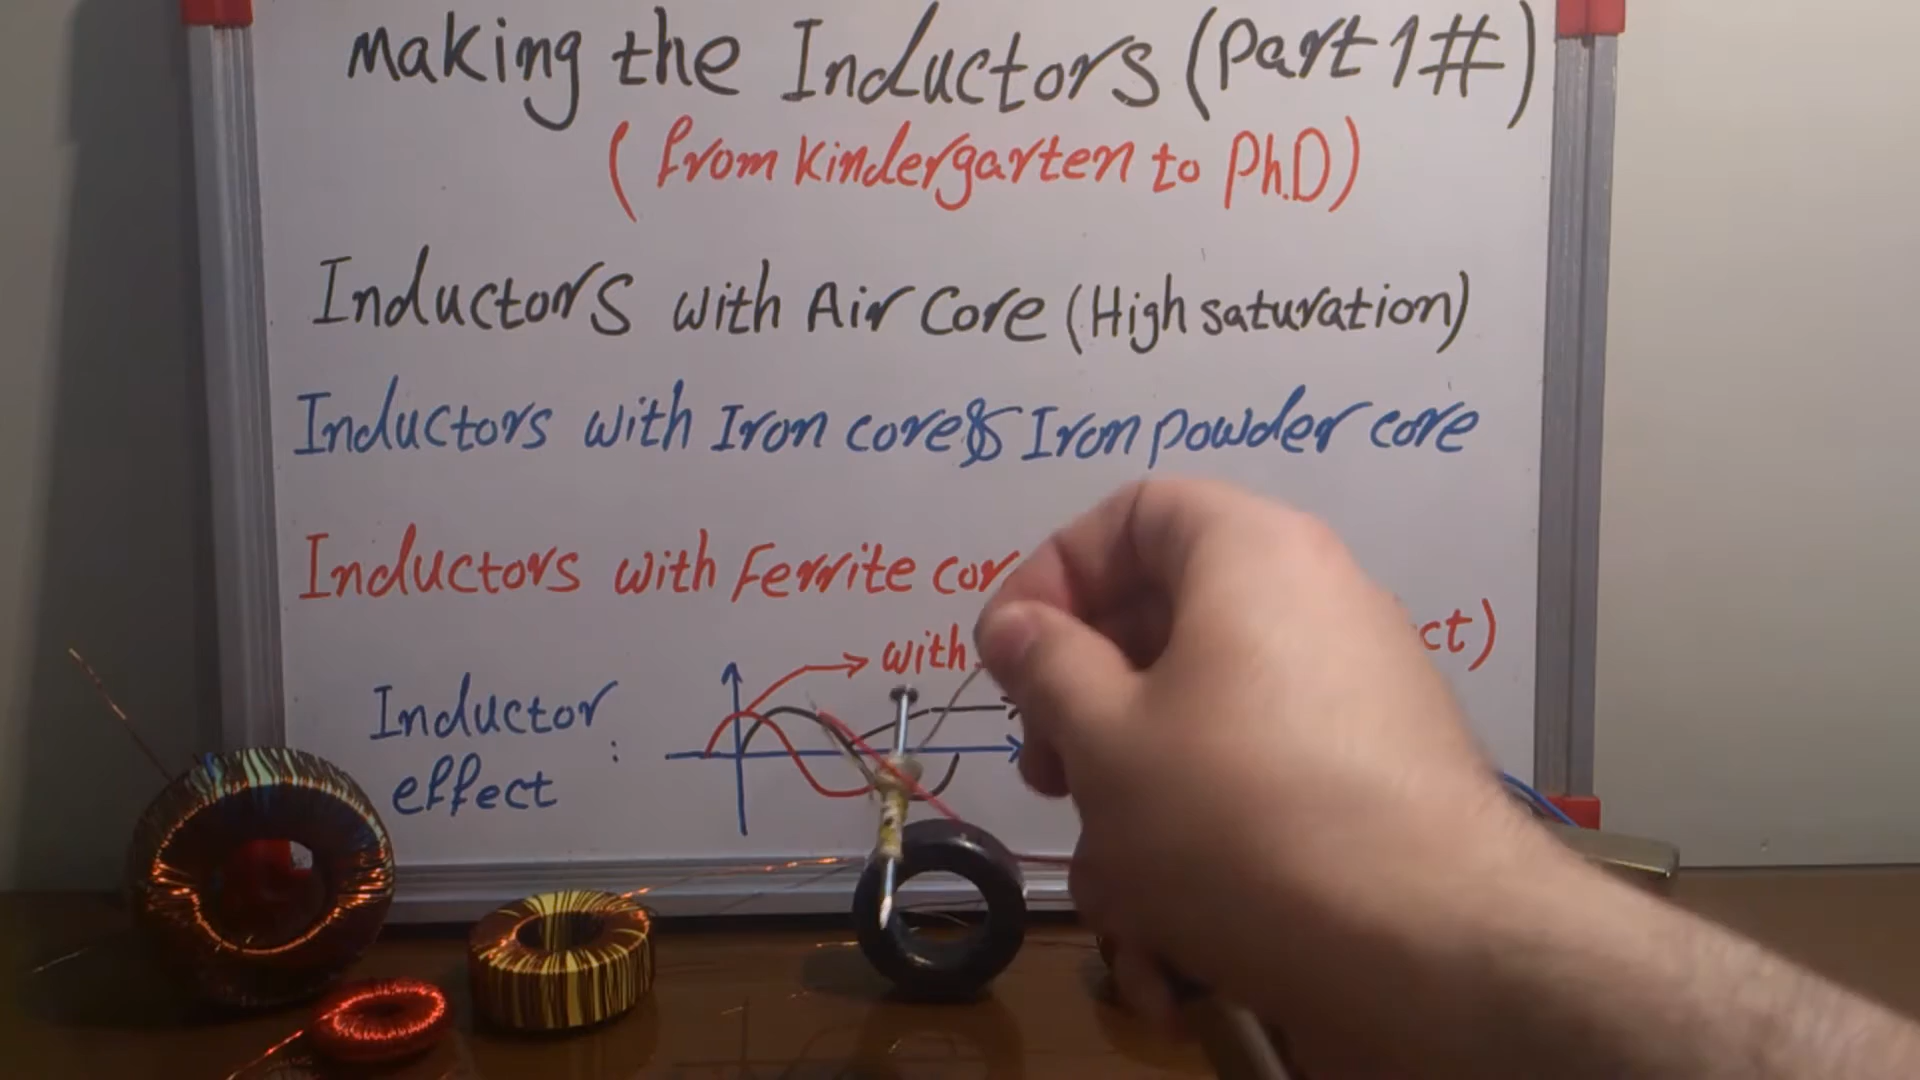 Making the Inductors (Part 1#)
(from Kindergarten to Ph.D)
Inductors with Air Core (High saturation)
Inductors with Iron core & Iron powder core
Inductors with Ferrite cor
with
Inductor
effect :